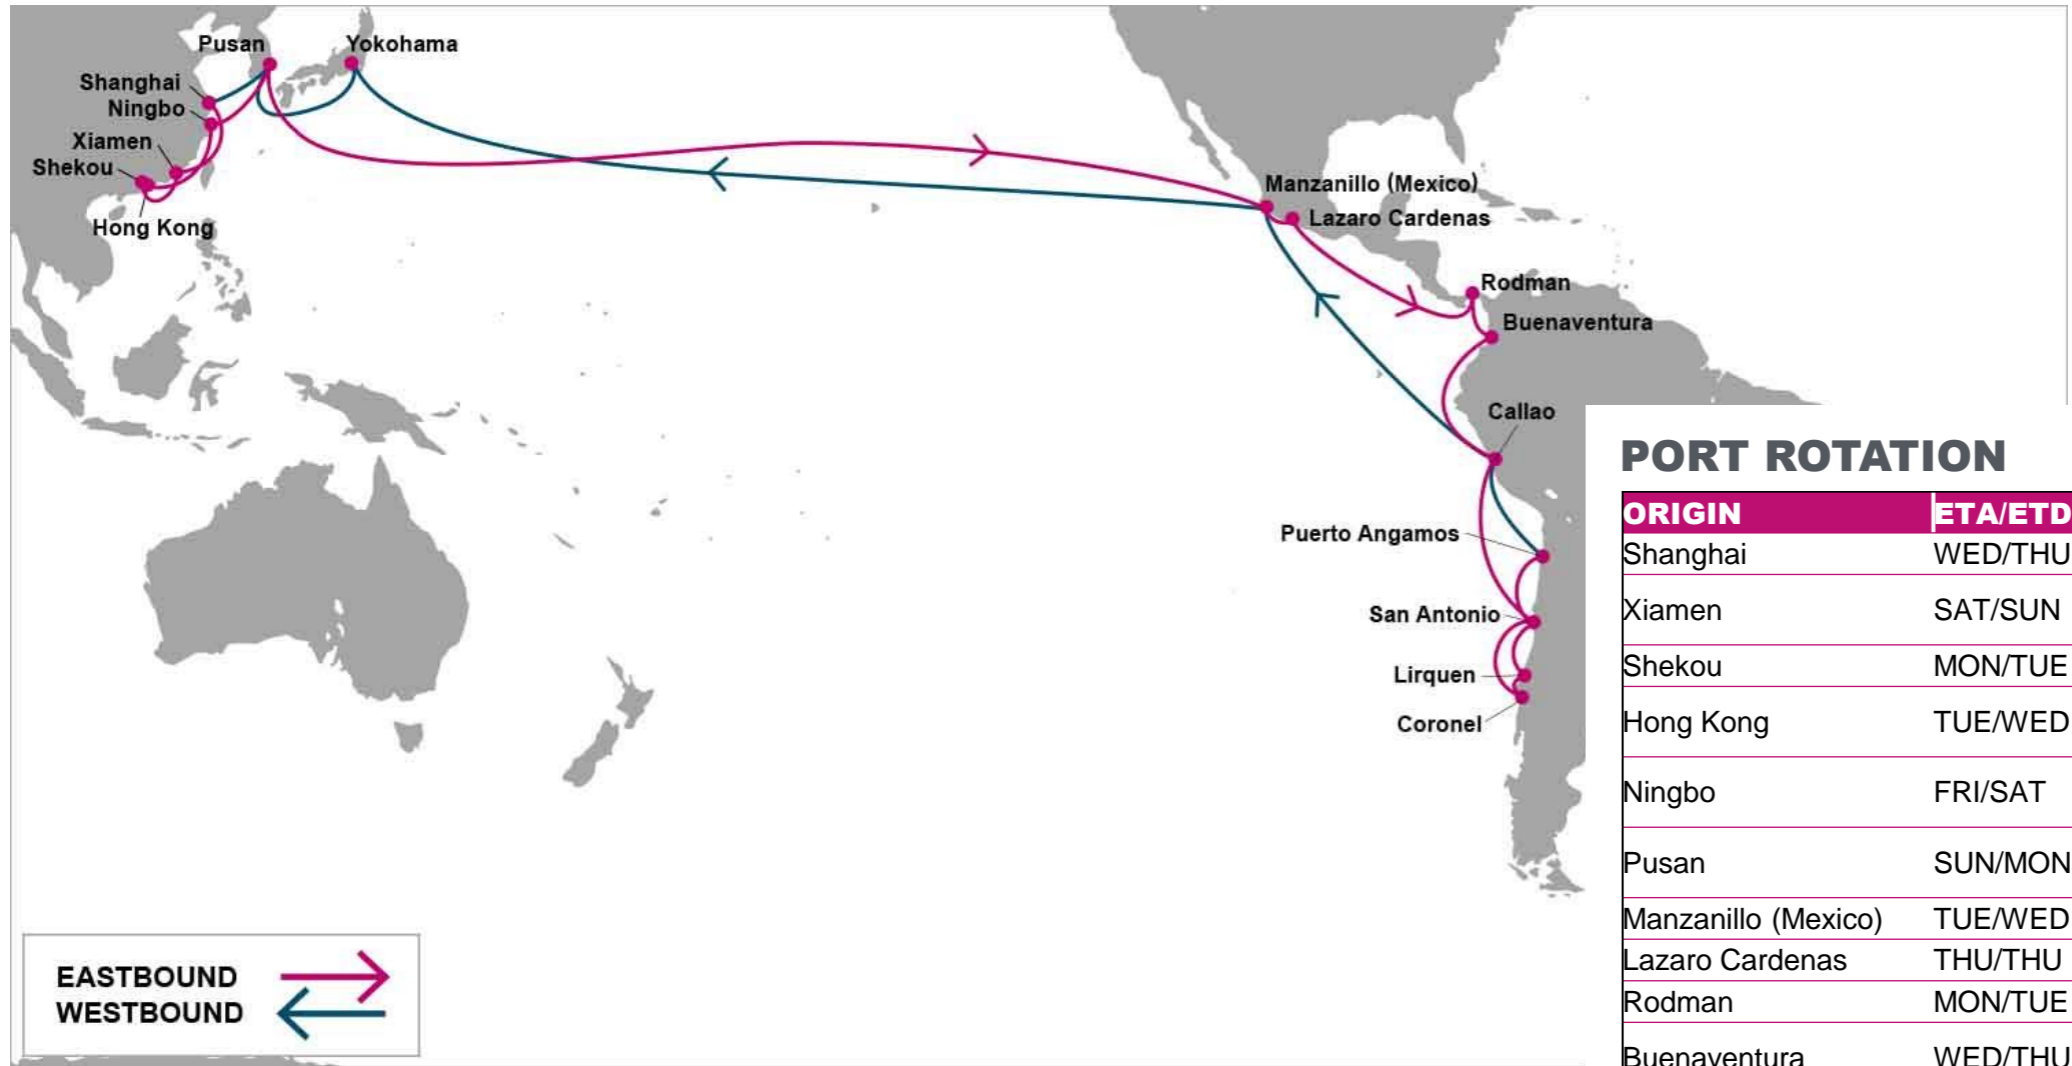 Pusan
Yokohama
Shanghai
Ningbo
Xiamen
Shekou
Hong Kong
Manzanillo (Mexico)
Lazaro Cardenas
Rodman
Buenaventura
Callao
Puerto Angamos
San Antonio
Lirquen
Coronel
EASTBOUND
WESTBOUND
PORT ROTATION
ORIGIN ETA/ETD
Shanghai WED/THU
Xiamen SAT/SUN
Shekou MON/TUE
Hong Kong TUE/WED
Ningbo FRI/SAT
Pusan SUN/MON
Manzanillo (Mexico) TUE/WED
Lazaro Cardenas THU/THU
Rodman MON/TUE
Buenaventura WED/THU